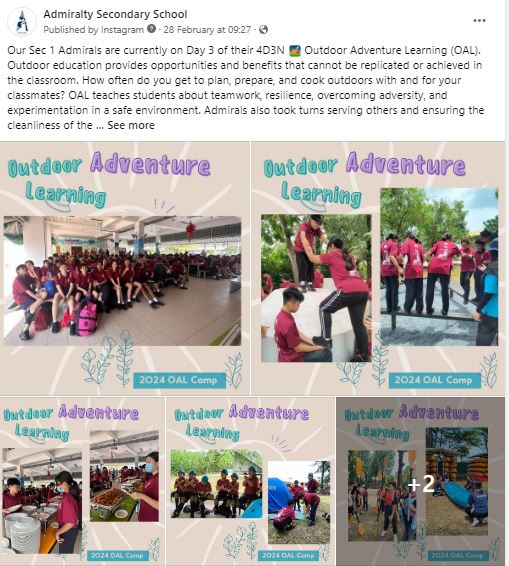 Admiralty Secondary School
Published by Instagram · 28 February at 09:27 ·
Our Sec 1 Admirals are currently on Day 3 of their 4D3N Outdoor Adventure Learning (OAL).
Outdoor education provides opportunities and benefits that cannot be replicated or achieved in
the classroom. How often do you get to plan, prepare, and cook outdoors with and for your
classmates? OAL teaches students about teamwork, resilience, overcoming adversity, and
experimentation in a safe environment. Admirals also took turns serving others and ensuring the
cleanliness of the ... See more
Outdoor Adventure
Learning
2024 OAL Camp
Outdoor Adventure
Learning
2024 OAL Camp
Outdoor Adventure
Learning
2024 OAL Camp
Outdoor Adventure
Learning
2024 OAL Camp
Outdoor Adventure
Learning
+2
2024 OAL Camp